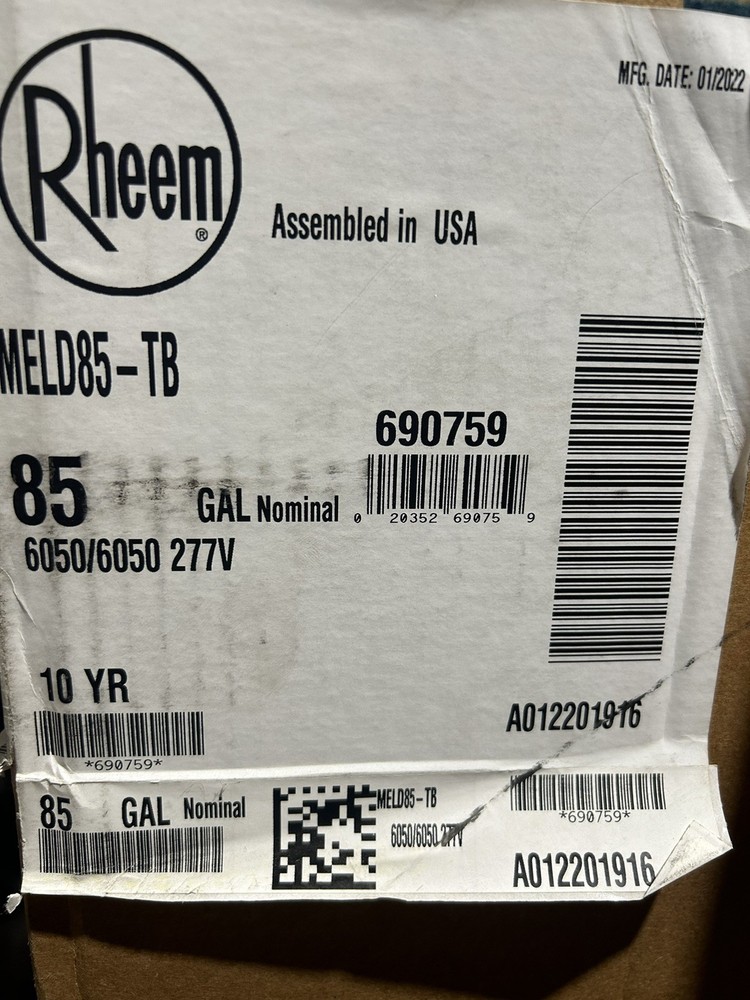 MFG. DATE: 01/2022
Rheem®
Assembled in USA
MELD85-TB
690759
85 GAL Nominal
0 20352 69075 9
6050/6050 277V
10 YR
*690759*
A012201916
85 GAL Nominal
MELD85-TB
6050/6050 277V
*690759*
A012201916